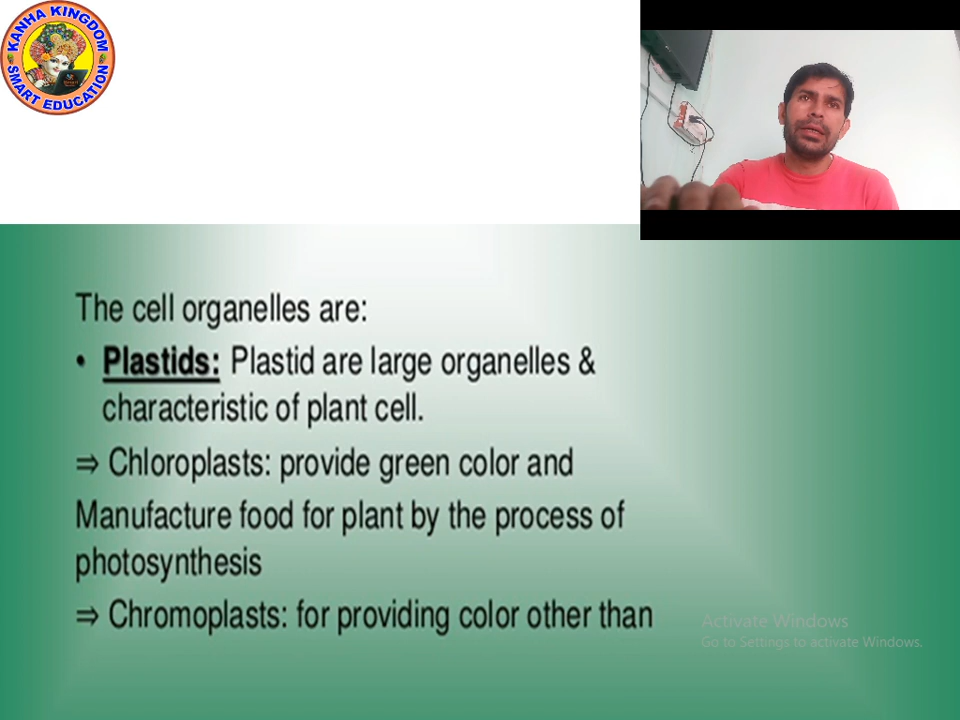 KANHA KINGDOM
SMART EDUCATION
The cell organelles are:
• Plastids: Plastid are large organelles &
characteristic of plant cell.
⇒ Chloroplasts: provide green color and
Manufacture food for plant by the process of
photosynthesis
⇒ Chromoplasts: for providing color other than
Activate Windows
Go to Settings to activate Windows.